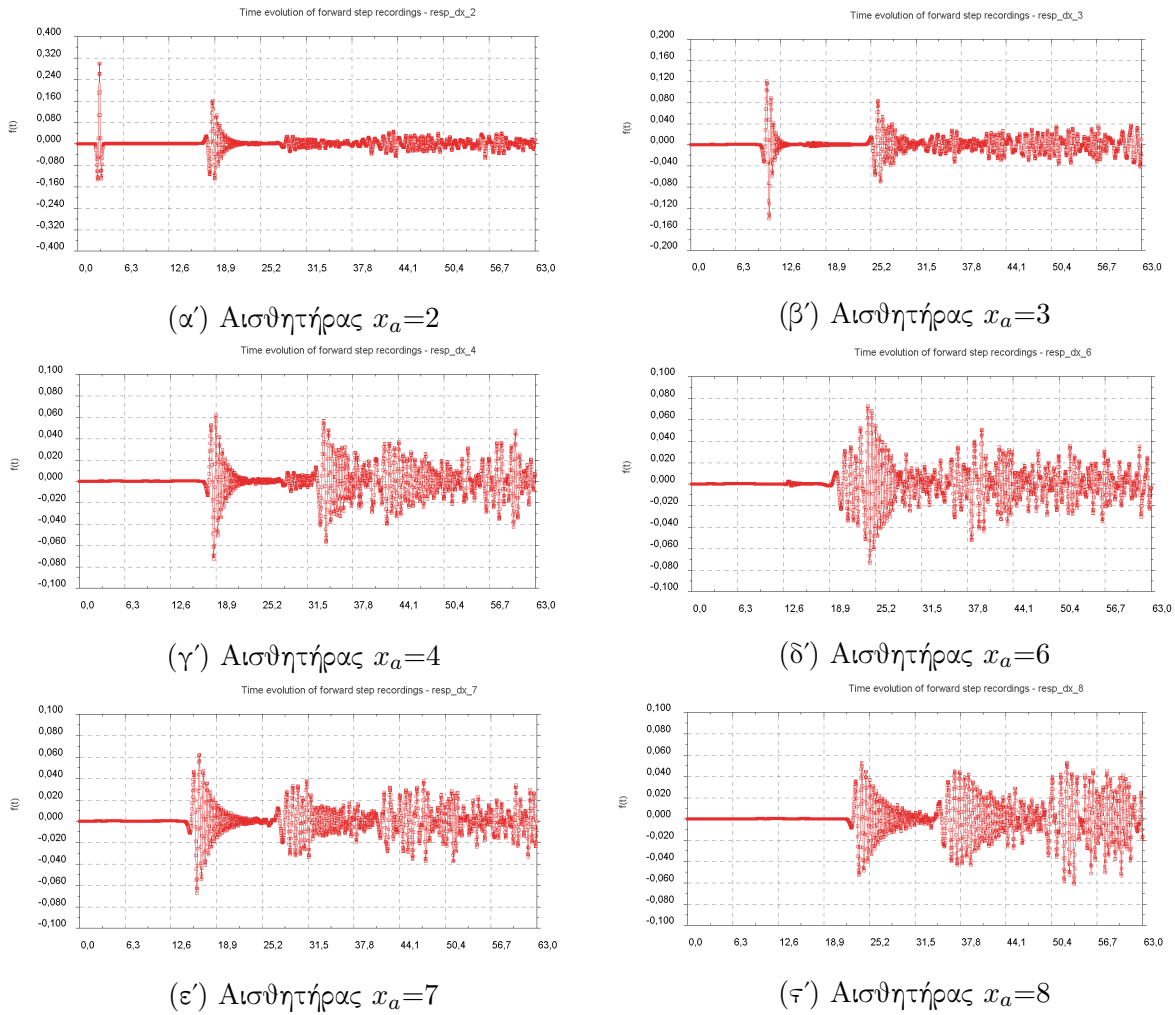 Time evolution of forward step recordings - resp_dx_2
0,400
0,320
0,240
0,160
0,080
0,000
-0,080
-0,160
-0,240
-0,320
-0,400
f(t)
0,0 6,3 12,6 18,9 25,2 31,5 37,8 44,1 50,4 56,7 63,0
(αʹ) Αισθητήρας xa=2
Time evolution of forward step recordings - resp_dx_3
0,200
0,160
0,120
0,080
0,040
0,000
-0,040
-0,080
-0,120
-0,160
-0,200
f(t)
0,0 6,3 12,6 18,9 25,2 31,5 37,8 44,1 50,4 56,7 63,0
(βʹ) Αισθητήρας xa=3
Time evolution of forward step recordings - resp_dx_4
0,100
0,080
0,060
0,040
0,020
0,000
-0,020
-0,040
-0,060
-0,080
-0,100
f(t)
0,0 6,3 12,6 18,9 25,2 31,5 37,8 44,1 50,4 56,7 63,0
(γʹ) Αισθητήρας xa=4
Time evolution of forward step recordings - resp_dx_6
0,100
0,080
0,060
0,040
0,020
0,000
-0,020
-0,040
-0,060
-0,080
-0,100
f(t)
0,0 6,3 12,6 18,9 25,2 31,5 37,8 44,1 50,4 56,7 63,0
(δʹ) Αισθητήρας xa=6
Time evolution of forward step recordings - resp_dx_7
0,100
0,080
0,060
0,040
0,020
0,000
-0,020
-0,040
-0,060
-0,080
-0,100
f(t)
0,0 6,3 12,6 18,9 25,2 31,5 37,8 44,1 50,4 56,7 63,0
(εʹ) Αισθητήρας xa=7
Time evolution of forward step recordings - resp_dx_8
0,100
0,080
0,060
0,040
0,020
0,000
-0,020
-0,040
-0,060
-0,080
-0,100
f(t)
0,0 6,3 12,6 18,9 25,2 31,5 37,8 44,1 50,4 56,7 63,0
(ϛʹ) Αισθητήρας xa=8